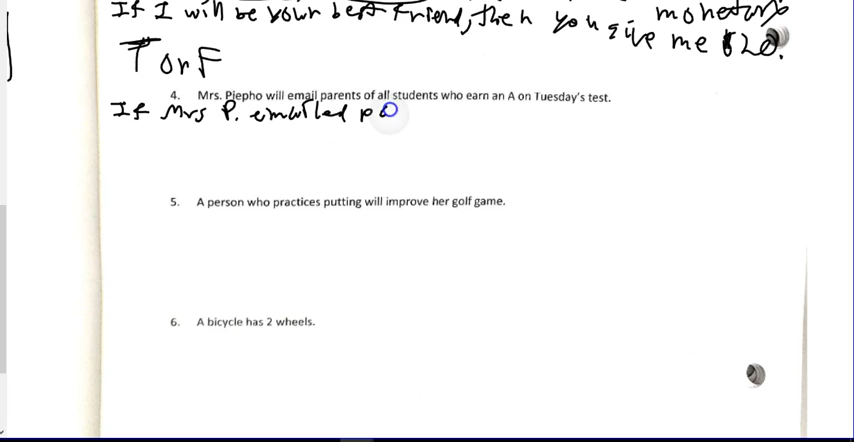 If I will be your best friend, then you give me $20.
monetary
T or F
4. Mrs. Piepho will email parents of all students who earn an A on Tuesday's test.
If Mrs P. emailed pa
5. A person who practices putting will improve her golf game.
6. A bicycle has 2 wheels.